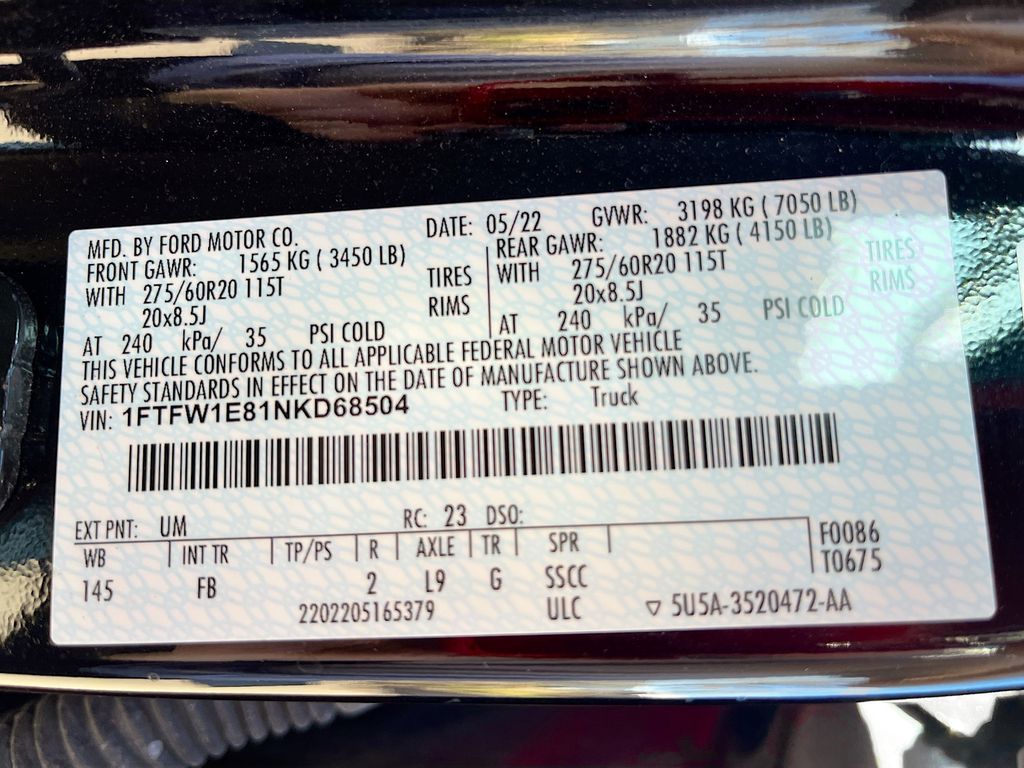 MFD. BY FORD MOTOR CO. DATE: 05/22 GVWR: 3198 KG ( 7050 LB)
FRONT GAWR: 1565 KG ( 3450 LB) REAR GAWR: 1882 KG ( 4150 LB)
WITH 275/60R20 115T TIRES WITH 275/60R20 115T TIRES
20x8.5J RIMS 20x8.5J RIMS
AT 240 kPa/ 35 PSI COLD AT 240 kPa/ 35 PSI COLD
THIS VEHICLE CONFORMS TO ALL APPLICABLE FEDERAL MOTOR VEHICLE
SAFETY STANDARDS IN EFFECT ON THE DATE OF MANUFACTURE SHOWN ABOVE.
VIN: 1FTFW1E81NKD68504 TYPE: Truck
EXT PNT: UM RC: 23 DSO:
WB INT TR TP/PS R AXLE TR SPR F0086
145 FB 2 L9 G SSCC T0675
2202205165379 ULC ▽ 5U5A-3520472-AA